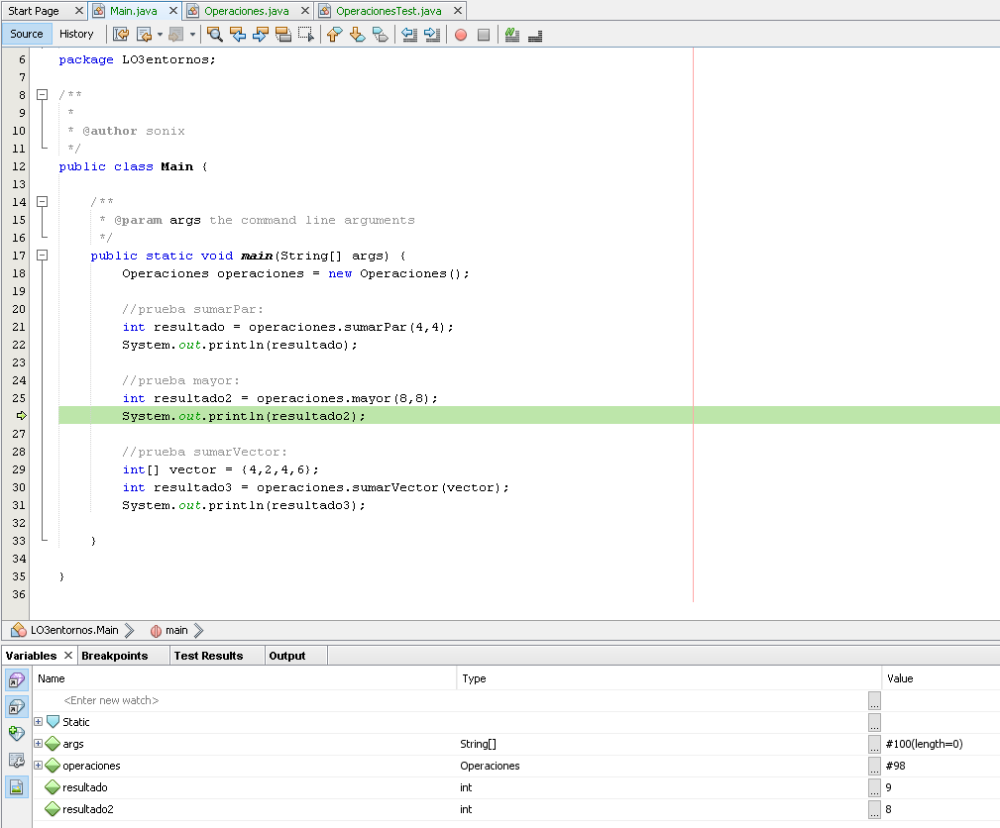 Start Page Main.java Operaciones.java OperacionesTest.java
Source History
6 package LO3entornos;
7
8 /**
9 *
10 * @author sonix
11 */
12 public class Main {
13
14 /**
15 * @param args the command line arguments
16 */
17 public static void main(String[] args) {
18 Operaciones operaciones = new Operaciones();
19
20 //prueba sumarPar:
21 int resultado = operaciones.sumarPar(4,4);
22 System.out.println(resultado);
23
24 //prueba mayor:
25 int resultado2 = operaciones.mayor(8,8);
System.out.println(resultado2);
27
28 //prueba sumarVector:
29 int[] vector = {4,2,4,6};
30 int resultado3 = operaciones.sumarVector(vector);
31 System.out.println(resultado3);
32
33 }
34
35 }
36
LO3entornos.Main main
Variables Breakpoints Test Results Output
Name Type Value
<Enter new watch> ...
Static ...
args String[] ... #100(length=0)
operaciones Operaciones ... #98
resultado int ... 9
resultado2 int ... 8